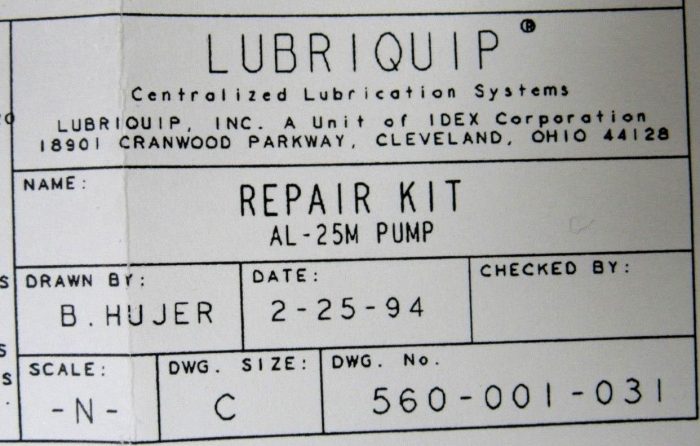 LUBRIQUIP®
Centralized Lubrication Systems
LUBRIQUIP, INC. A Unit of IDEX Corporation
18901 CRANWOOD PARKWAY, CLEVELAND, OHIO 44128
NAME:
REPAIR KIT
AL-25M PUMP
DRAWN BY:
B. HUJER
DATE:
2-25-94
CHECKED BY:
SCALE:
-N-
DWG. SIZE:
C
DWG. No.
560-001-031